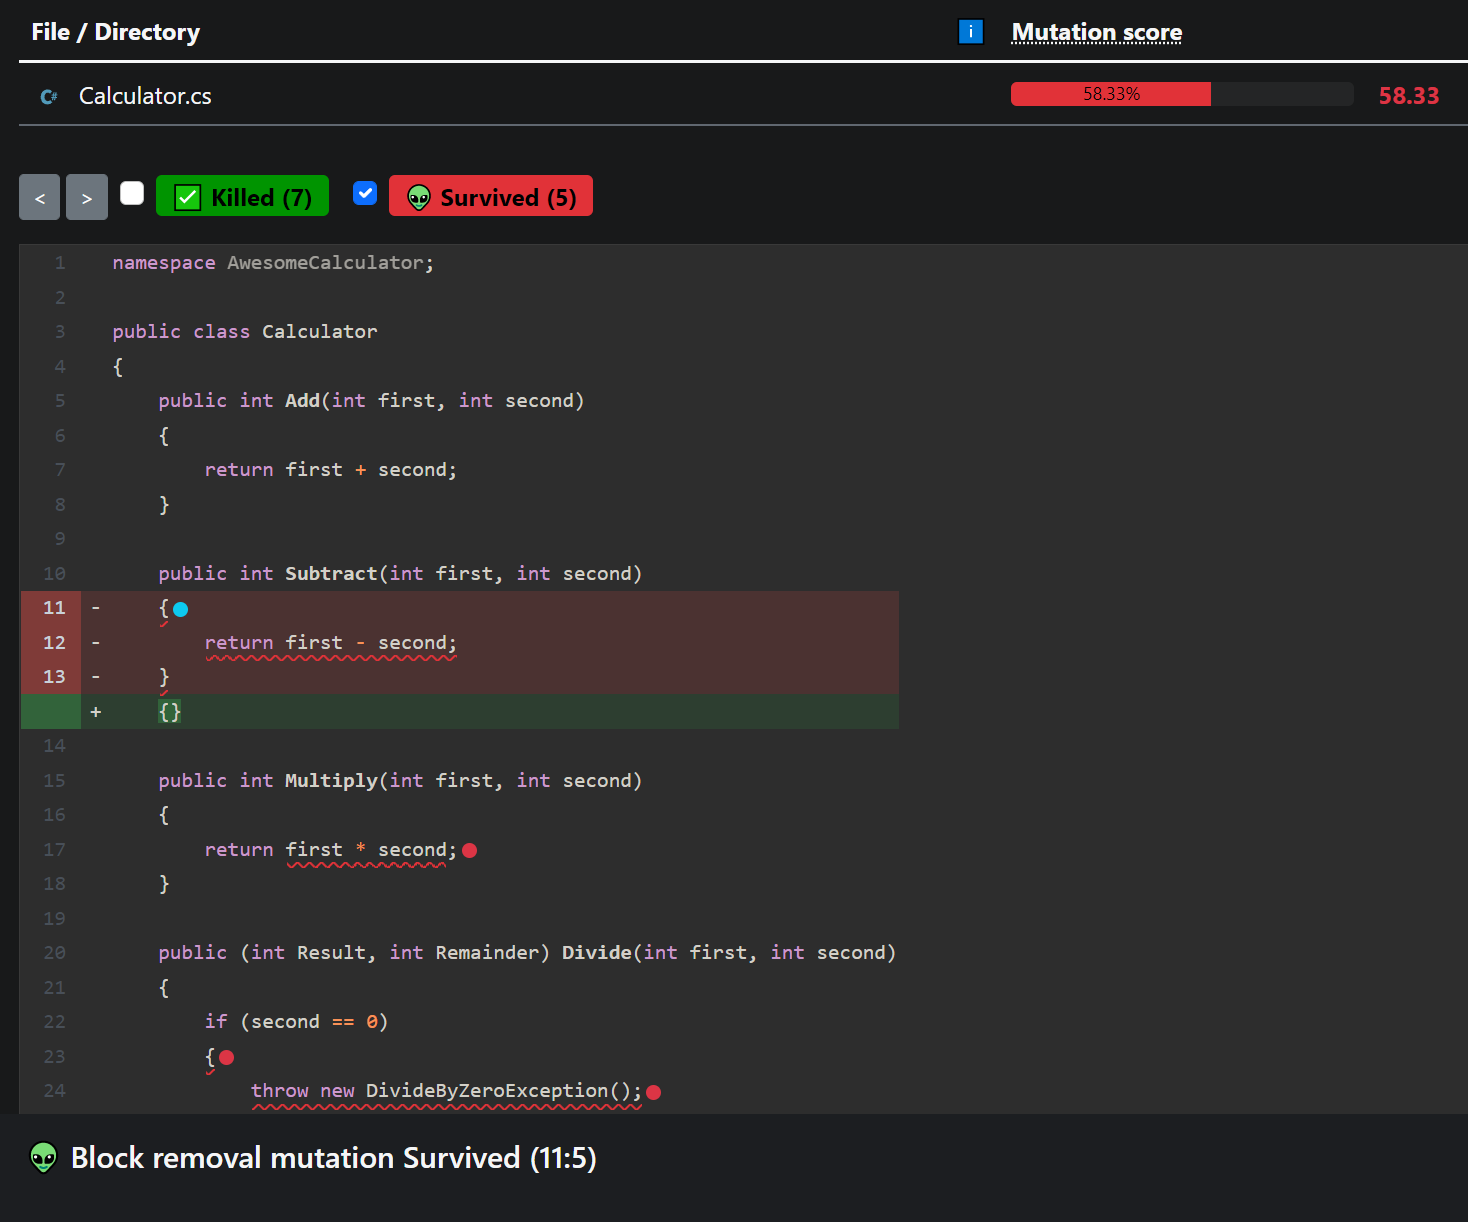 File / Directory i Mutation score
C# Calculator.cs 58.33% 58.33
< > Killed (7) Survived (5)
1 namespace AwesomeCalculator;
2
3 public class Calculator
4 {
5 public int Add(int first, int second)
6 {
7 return first + second;
8 }
9
10 public int Subtract(int first, int second)
11 - {
12 - return first - second;
13 - }
+ {}
14
15 public int Multiply(int first, int second)
16 {
17 return first * second;
18 }
19
20 public (int Result, int Remainder) Divide(int first, int second)
21 {
22 if (second == 0)
23 {
24 throw new DivideByZeroException();
Block removal mutation Survived (11:5)